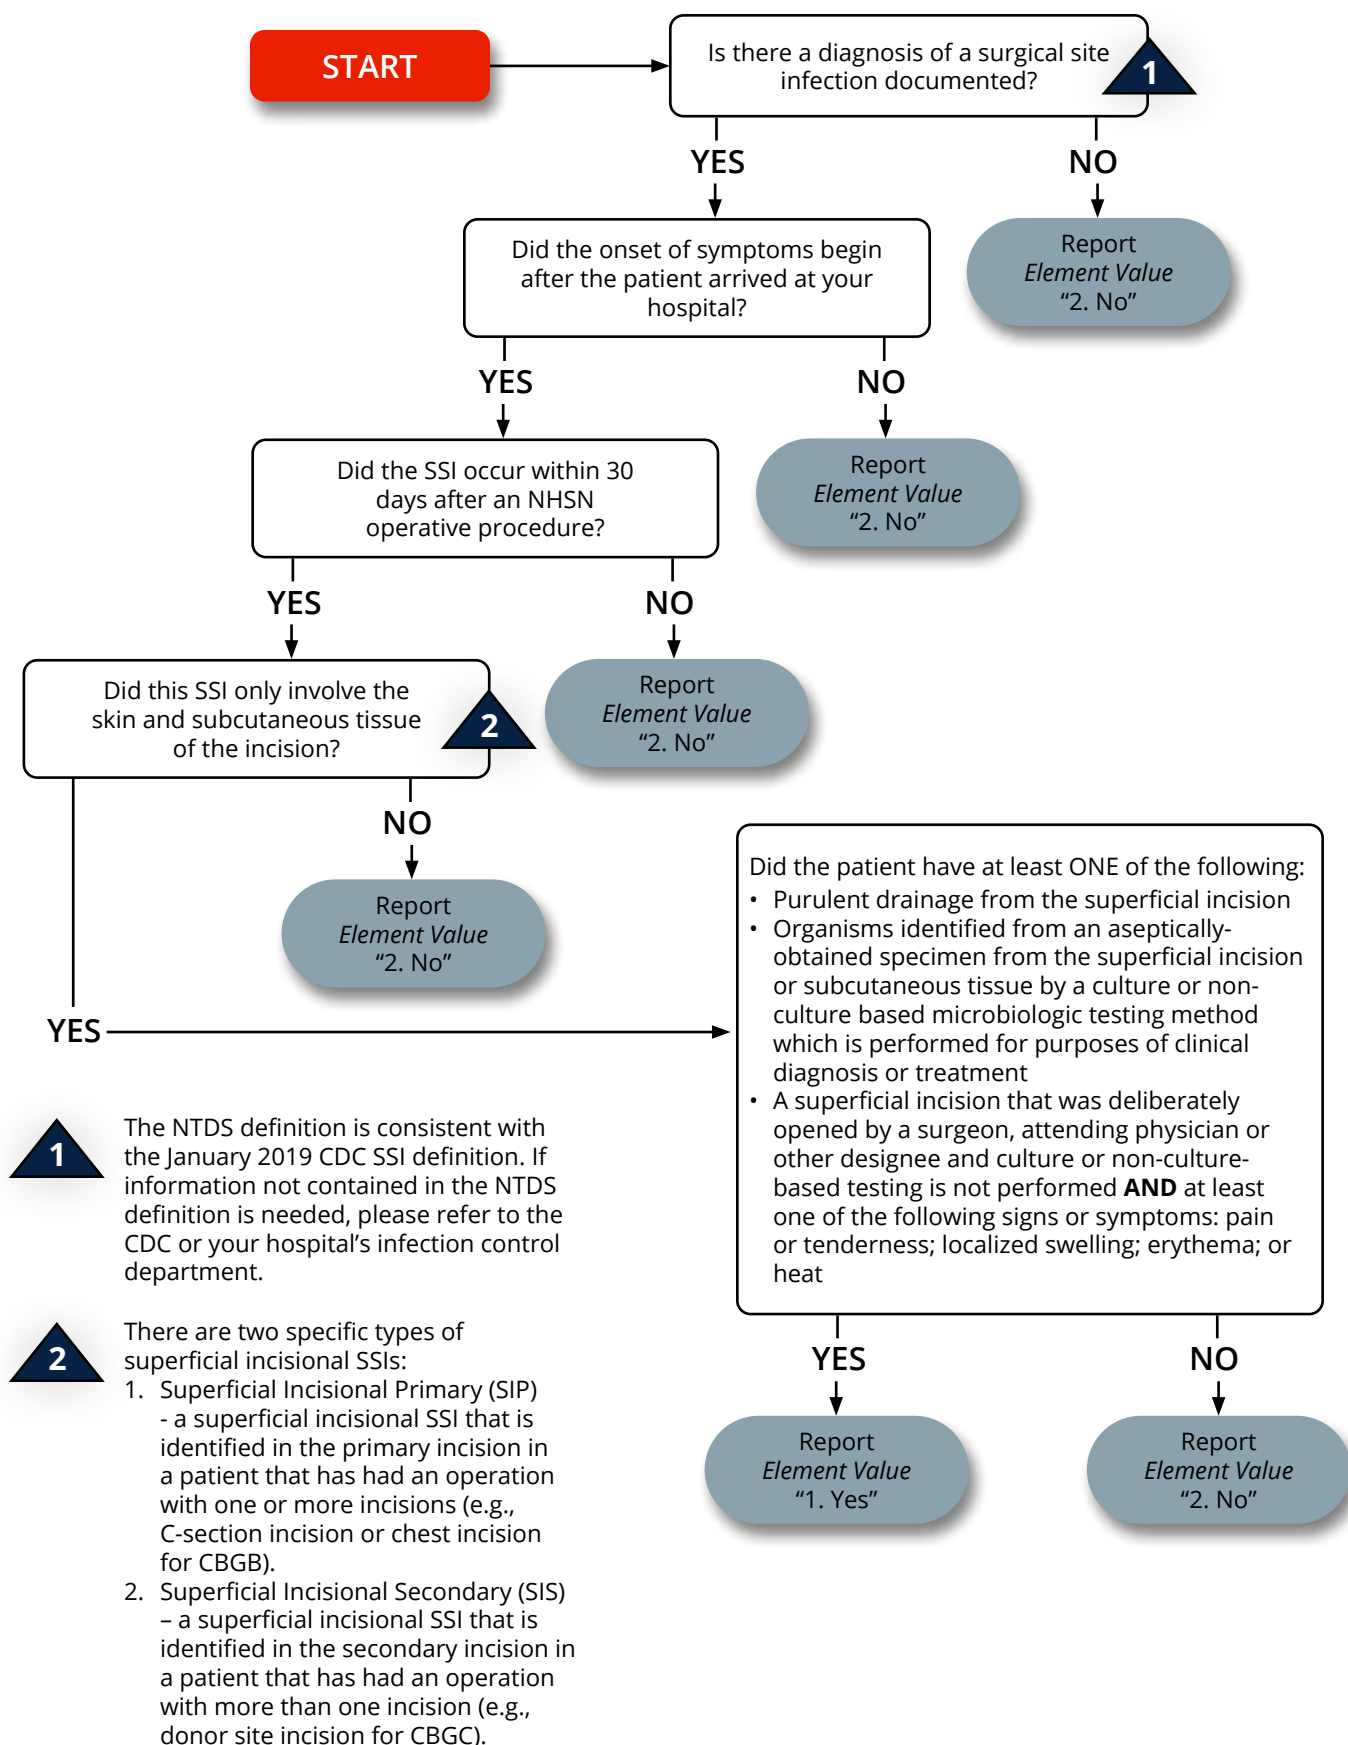 START
Is there a diagnosis of a surgical site
infection documented?
1
YES
NO
Did the onset of symptoms begin
after the patient arrived at your
hospital?
Report
Element Value
“2. No”
YES
NO
Did the SSI occur within 30
days after an NHSN
operative procedure?
Report
Element Value
“2. No”
YES
NO
Did this SSI only involve the
skin and subcutaneous tissue
of the incision?
2
Report
Element Value
“2. No”
NO
Report
Element Value
“2. No”
YES
Did the patient have at least ONE of the following:
• Purulent drainage from the superficial incision
• Organisms identified from an aseptically-
obtained specimen from the superficial incision
or subcutaneous tissue by a culture or non-
culture based microbiologic testing method
which is performed for purposes of clinical
diagnosis or treatment
• A superficial incision that was deliberately
opened by a surgeon, attending physician or
other designee and culture or non-culture-
based testing is not performed AND at least
one of the following signs or symptoms: pain
or tenderness; localized swelling; erythema; or
heat
YES
NO
Report
Element Value
“1. Yes”
Report
Element Value
“2. No”
1
The NTDS definition is consistent with
the January 2019 CDC SSI definition. If
information not contained in the NTDS
definition is needed, please refer to the
CDC or your hospital’s infection control
department.
2
There are two specific types of
superficial incisional SSIs:
1. Superficial Incisional Primary (SIP)
- a superficial incisional SSI that is
identified in the primary incision in
a patient that has had an operation
with one or more incisions (e.g.,
C-section incision or chest incision
for CBGB).
2. Superficial Incisional Secondary (SIS)
– a superficial incisional SSI that is
identified in the secondary incision in
a patient that has had an operation
with more than one incision (e.g.,
donor site incision for CBGC).